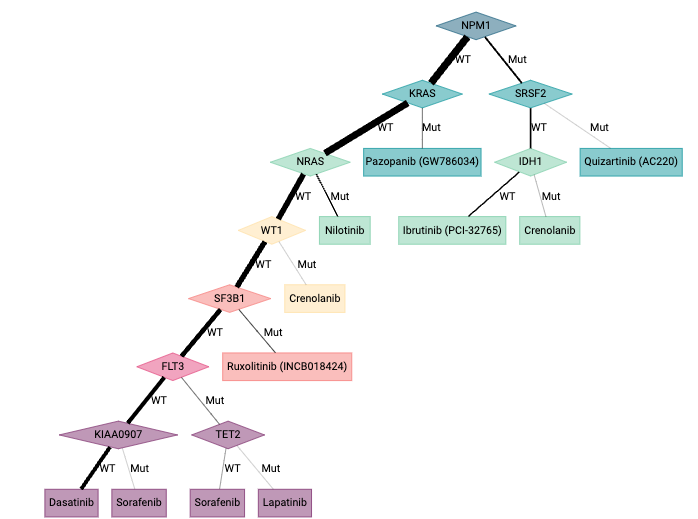 NPM1
WT Mut
KRAS SRSF2
WT Mut WT Mut
NRAS Pazopanib (GW786034) IDH1 Quizartinib (AC220)
WT Mut WT Mut
WT1 Nilotinib Ibrutinib (PCI-32765) Crenolanib
WT Mut
SF3B1 Crenolanib
WT Mut
FLT3 Ruxolitinib (INCB018424)
WT Mut
KIAA0907 TET2
WT Mut WT Mut
Dasatinib Sorafenib Sorafenib Lapatinib